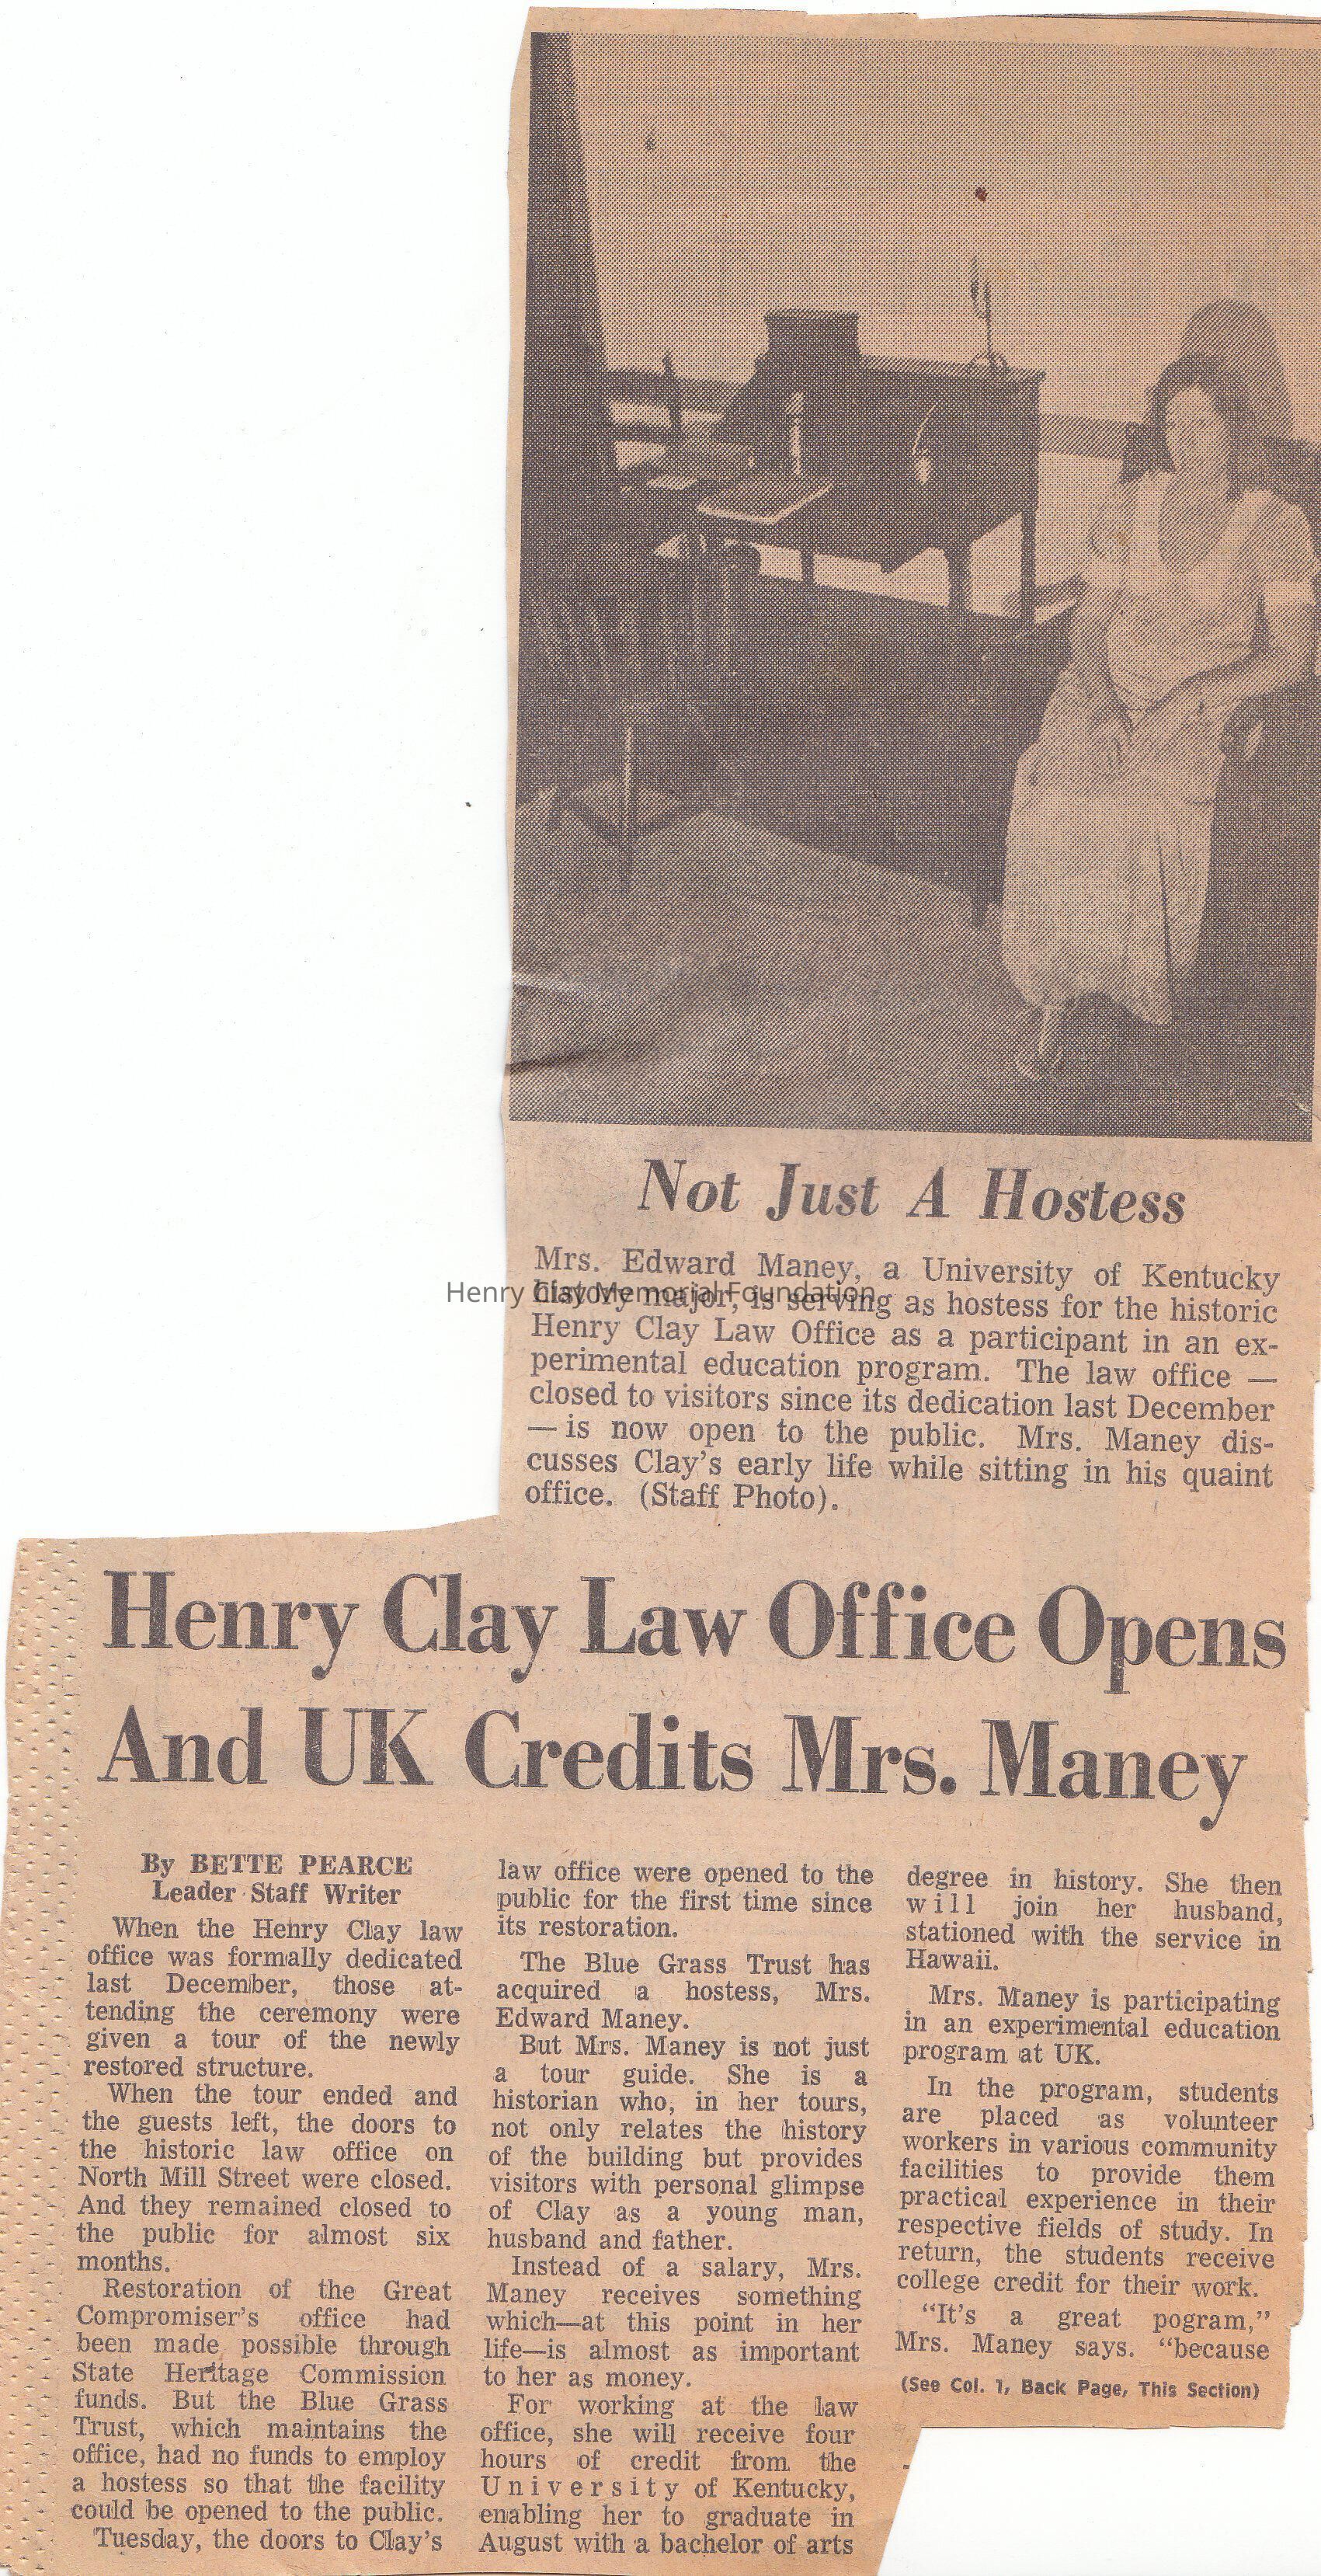 Not Just A Hostess
Mrs. Edward Maney, a University of Kentucky
history major, is serving as hostess for the historic
Henry Clay Law Office as a participant in an ex-
perimental education program. The law office —
closed to visitors since its dedication last December
— is now open to the public. Mrs. Maney dis-
cusses Clay's early life while sitting in his quaint
office. (Staff Photo).
Henry Clay Memorial Foundation
Henry Clay Law Office Opens
And UK Credits Mrs. Maney
By BETTE PEARCE
Leader Staff Writer
When the Henry Clay law
office was formally dedicated
last December, those at-
tending the ceremony were
given a tour of the newly
restored structure.
When the tour ended and
the guests left, the doors to
the historic law office on
North Mill Street were closed.
And they remained closed to
the public for almost six
months.
Restoration of the Great
Compromiser's office had
been made possible through
State Heritage Commission
funds. But the Blue Grass
Trust, which maintains the
office, had no funds to employ
a hostess so that the facility
could be opened to the public.
Tuesday, the doors to Clay's
law office were opened to the
public for the first time since
its restoration.
The Blue Grass Trust has
acquired a hostess, Mrs.
Edward Maney.
But Mrs. Maney is not just
a tour guide. She is a
historian who, in her tours,
not only relates the history
of the building but provides
visitors with personal glimpse
of Clay as a young man,
husband and father.
Instead of a salary, Mrs.
Maney receives something
which—at this point in her
life—is almost as important
to her as money.
For working at the law
office, she will receive four
hours of credit from the
University of Kentucky,
enabling her to graduate in
August with a bachelor of arts
degree in history. She then
will join her husband,
stationed with the service in
Hawaii.
Mrs. Maney is participating
in an experimental education
program at UK.
In the program, students
are placed as volunteer
workers in various community
facilities to provide them
practical experience in their
respective fields of study. In
return, the students receive
college credit for their work.
"It's a great pogram,"
Mrs. Maney says. "because
(See Col. 1, Back Page, This Section)